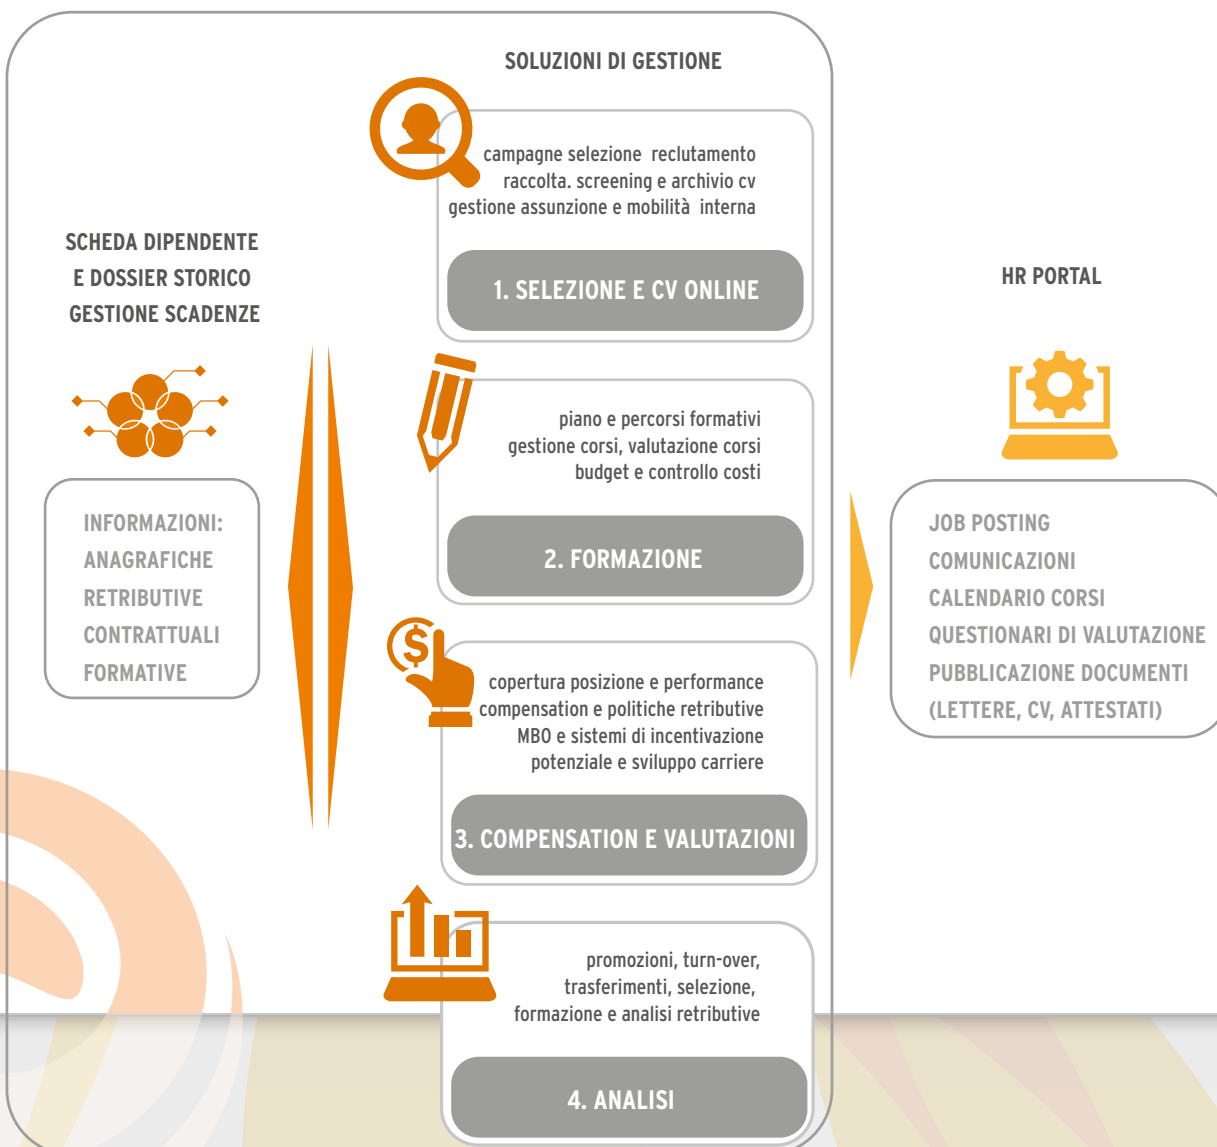 SOLUZIONI DI GESTIONE
campagne selezione reclutamento
raccolta. screening e archivio cv
gestione assunzione e mobilità interna
1. SELEZIONE E CV ONLINE
SCHEDA DIPENDENTE
E DOSSIER STORICO
GESTIONE SCADENZE
INFORMAZIONI:
ANAGRAFICHE
RETRIBUTIVE
CONTRATTUALI
FORMATIVE
piano e percorsi formativi
gestione corsi, valutazione corsi
budget e controllo costi
2. FORMAZIONE
$
copertura posizione e performance
compensation e politiche retributive
MBO e sistemi di incentivazione
potenziale e sviluppo carriere
3. COMPENSATION E VALUTAZIONI
promozioni, turn-over,
trasferimenti, selezione,
formazione e analisi retributive
4. ANALISI
HR PORTAL
JOB POSTING
COMUNICAZIONI
CALENDARIO CORSI
QUESTIONARI DI VALUTAZIONE
PUBBLICAZIONE DOCUMENTI
(LETTERE, CV, ATTESTATI)